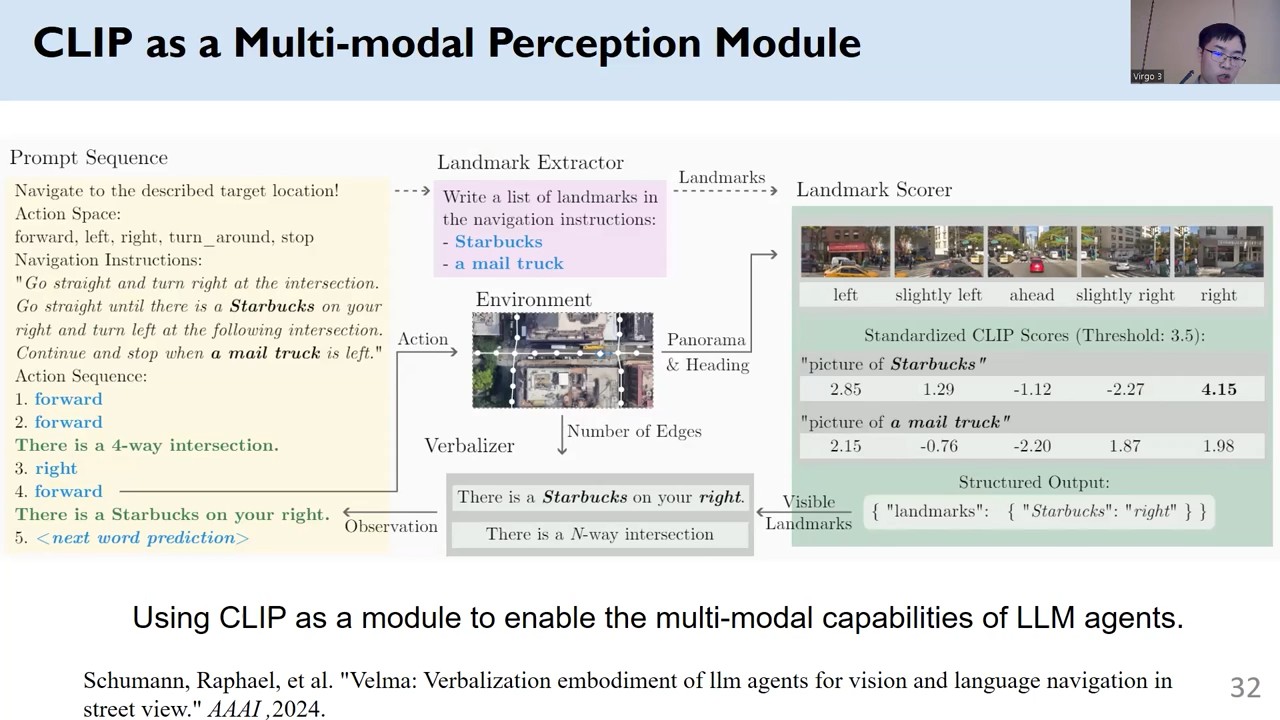 CLIP as a Multi-modal Perception Module
Virgo 3
Prompt Sequence
Navigate to the described target location!
Action Space:
forward, left, right, turn_around, stop
Navigation Instructions:
"Go straight and turn right at the intersection.
Go straight until there is a Starbucks on your
right and turn left at the following intersection.
Continue and stop when a mail truck is left."
Action Sequence:
1. forward
2. forward
There is a 4-way intersection.
3. right
4. forward
There is a Starbucks on your right.
5. <next word prediction>
Landmark Extractor
Write a list of landmarks in
the navigation instructions:
- Starbucks
- a mail truck
Landmarks
Environment
Action
Panorama
& Heading
Number of Edges
Verbalizer
There is a Starbucks on your right.
There is a N-way intersection
Observation
Visible
Landmarks
Landmark Scorer
left slightly left ahead slightly right right
Standardized CLIP Scores (Threshold: 3.5):
"picture of Starbucks"
2.85 1.29 -1.12 -2.27 4.15
"picture of a mail truck"
2.15 -0.76 -2.20 1.87 1.98
Structured Output:
{ "landmarks": { "Starbucks": "right" } }
Using CLIP as a module to enable the multi-modal capabilities of LLM agents.
Schumann, Raphael, et al. "Velma: Verbalization embodiment of llm agents for vision and language navigation in
street view." AAAI ,2024.
32